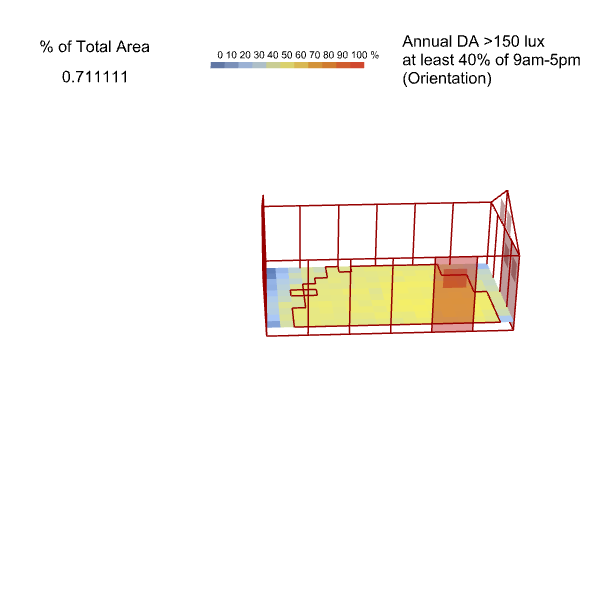 % of Total Area
0.711111
0 10 20 30 40 50 60 70 80 90 100 %
Annual DA >150 lux
at least 40% of 9am-5pm
(Orientation)